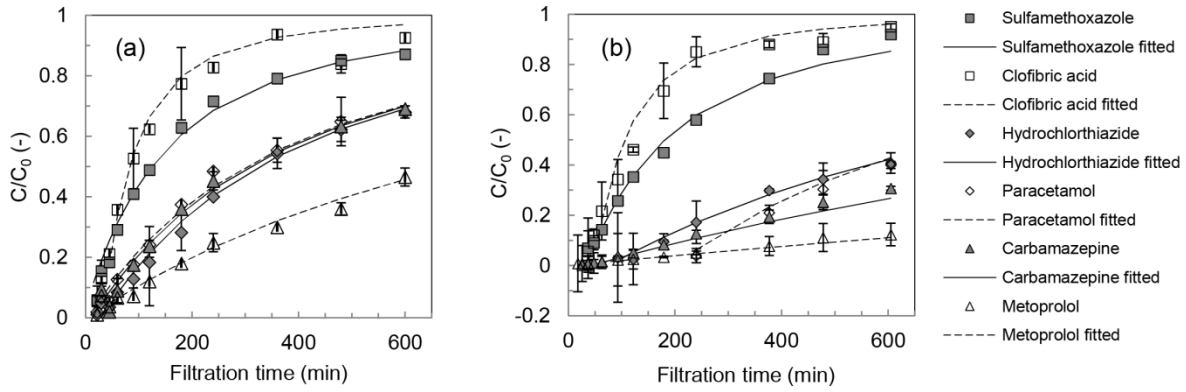 (a)
C/C0 (-)
1
0.8
0.6
0.4
0.2
0
0
200
400
600
Filtration time (min)
(b)
C/C0 (-)
1
0.8
0.6
0.4
0.2
0
-0.2
0
200
400
600
Filtration time (min)
Sulfamethoxazole
Sulfamethoxazole fitted
Clofibric acid
Clofibric acid fitted
Hydrochlorthiazide
Hydrochlorthiazide fitted
Paracetamol
Paracetamol fitted
Carbamazepine
Carbamazepine fitted
Metoprolol
Metoprolol fitted